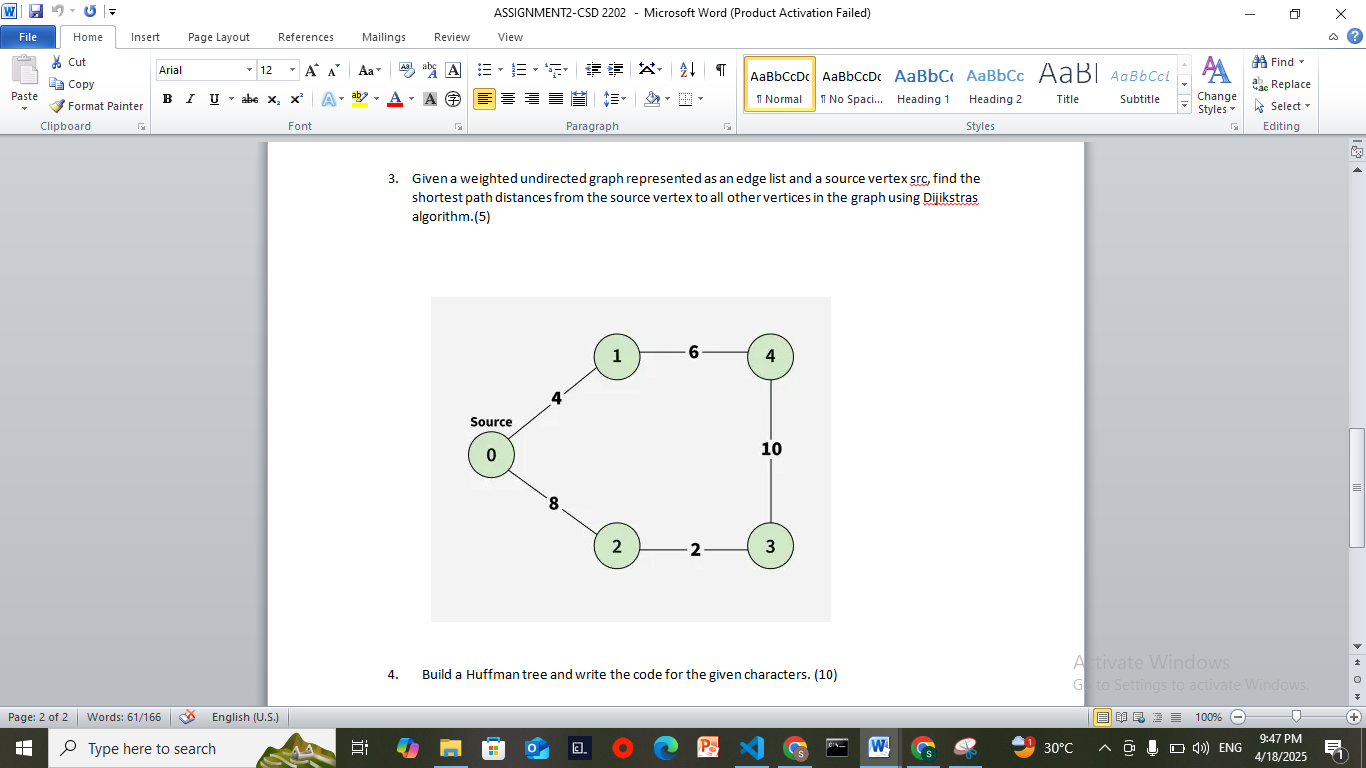 ASSIGNMENT2-CSD 2202 - Microsoft Word (Product Activation Failed)
File Home Insert Page Layout References Mailings Review View
Paste
Cut
Copy
Format Painter
Clipboard
Arial 12
Font
Paragraph
AaBbCcDc AaBbCcDc AaBbCc AaBbCc AaBl AaBbCcL
¶ Normal ¶ No Spaci... Heading 1 Heading 2 Title Subtitle
Change Styles
Styles
Find
Replace
Select
Editing
3. Given a weighted undirected graph represented as an edge list and a source vertex src, find the
shortest path distances from the source vertex to all other vertices in the graph using Dijikstras
algorithm.(5)
1 6 4
4
Source
0 10
8
2 2 3
4. Build a Huffman tree and write the code for the given characters. (10)
Activate Windows
Go to Settings to activate Windows.
Page: 2 of 2 Words: 61/166 English (U.S.) 100%
Type here to search
30°C
ENG
9:47 PM
4/18/2025